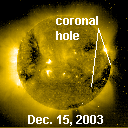 coronal
hole
Dec. 15, 2003